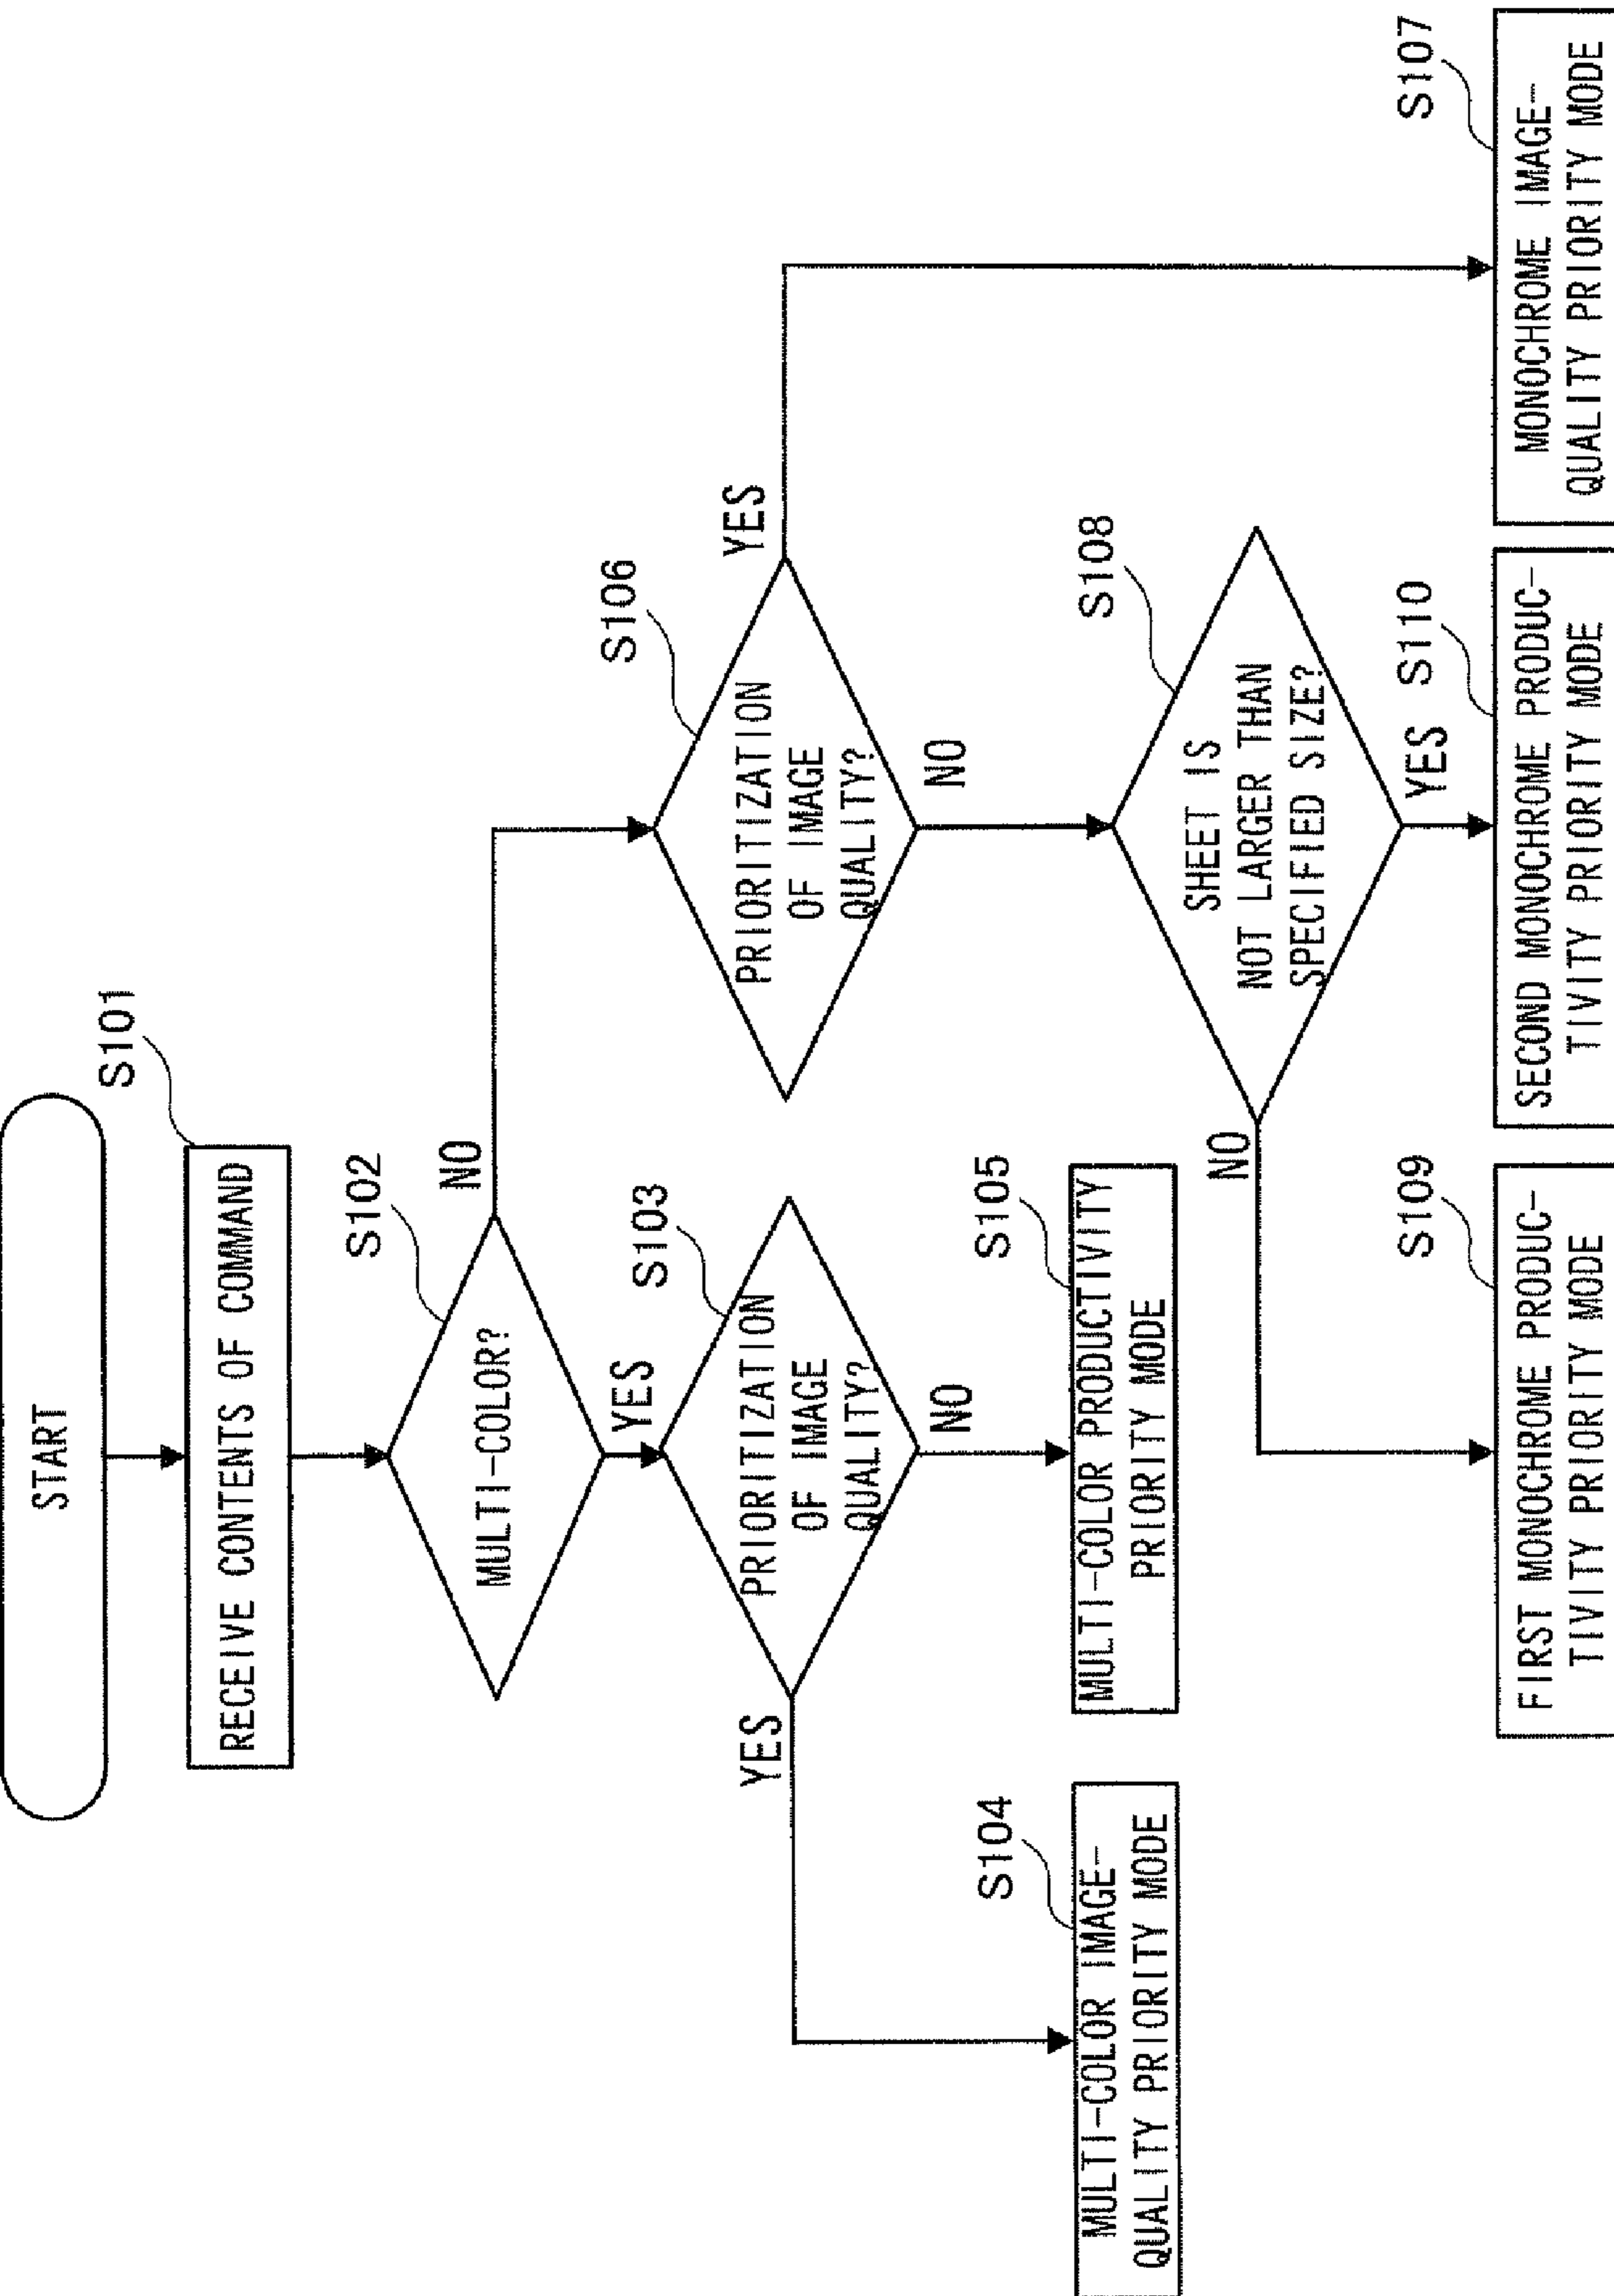 START
S101
RECEIVE CONTENTS OF COMMAND
S102
MULTI-COLOR?
NO
YES
S103
PRIORITIZATION
OF IMAGE
QUALITY?
YES
NO
S104
MULTI-COLOR IMAGE-
QUALITY PRIORITY MODE
S105
MULTI-COLOR PRODUCTIVITY
PRIORITY MODE
S106
PRIORITIZATION
OF IMAGE
QUALITY?
YES
NO
S108
SHEET IS
NOT LARGER THAN
SPECIFIED SIZE?
NO
YES
S109
FIRST MONOCHROME PRODUC-
TIVITY PRIORITY MODE
S110
SECOND MONOCHROME PRODUC-
TIVITY PRIORITY MODE
S107
MONOCHROME IMAGE-
QUALITY PRIORITY MODE